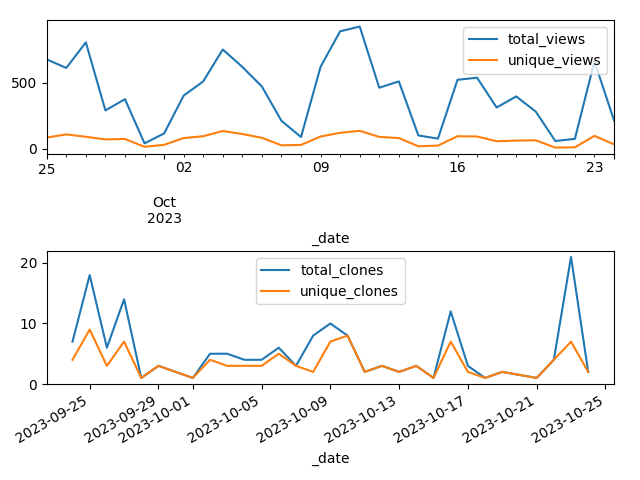 total_views
unique_views
500
0
25
02
09
16
23
Oct
2023
_date
total_clones
unique_clones
20
10
0
2023-09-25
2023-09-29
2023-10-01
2023-10-05
2023-10-09
2023-10-13
2023-10-17
2023-10-21
2023-10-25
_date